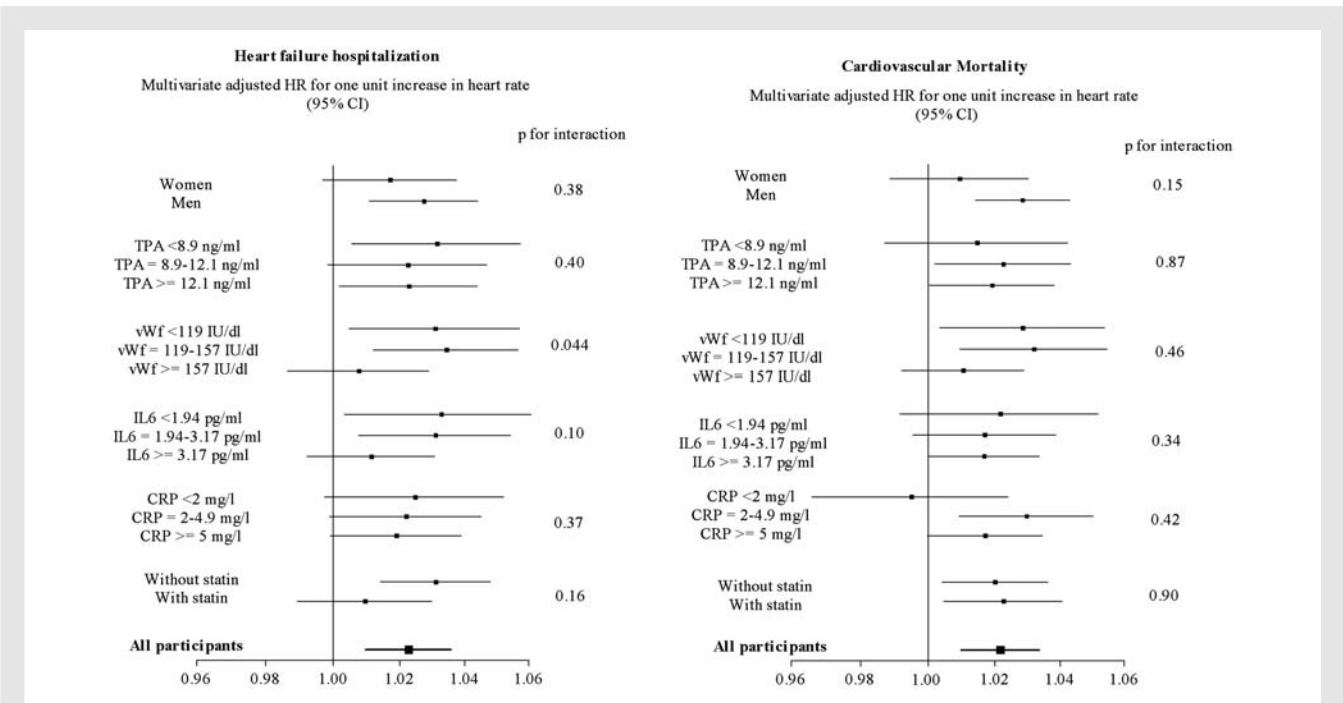 Heart failure hospitalization
Multivariate adjusted HR for one unit increase in heart rate
(95% CI)
p for interaction
Women
Men
0.38
TPA <8.9 ng/ml
TPA = 8.9-12.1 ng/ml
TPA >= 12.1 ng/ml
0.40
vWf <119 IU/dl
vWf = 119-157 IU/dl
vWf >= 157 IU/dl
0.044
IL6 <1.94 pg/ml
IL6 = 1.94-3.17 pg/ml
IL6 >= 3.17 pg/ml
0.10
CRP <2 mg/l
CRP = 2-4.9 mg/l
CRP >= 5 mg/l
0.37
Without statin
With statin
0.16
All participants
0.96 0.98 1.00 1.02 1.04 1.06
Cardiovascular Mortality
Multivariate adjusted HR for one unit increase in heart rate
(95% CI)
p for interaction
Women
Men
0.15
TPA <8.9 ng/ml
TPA = 8.9-12.1 ng/ml
TPA >= 12.1 ng/ml
0.87
vWf <119 IU/dl
vWf = 119-157 IU/dl
vWf >= 157 IU/dl
0.46
IL6 <1.94 pg/ml
IL6 = 1.94-3.17 pg/ml
IL6 >= 3.17 pg/ml
0.34
CRP <2 mg/l
CRP = 2-4.9 mg/l
CRP >= 5 mg/l
0.42
Without statin
With statin
0.90
All participants
0.96 0.98 1.00 1.02 1.04 1.06